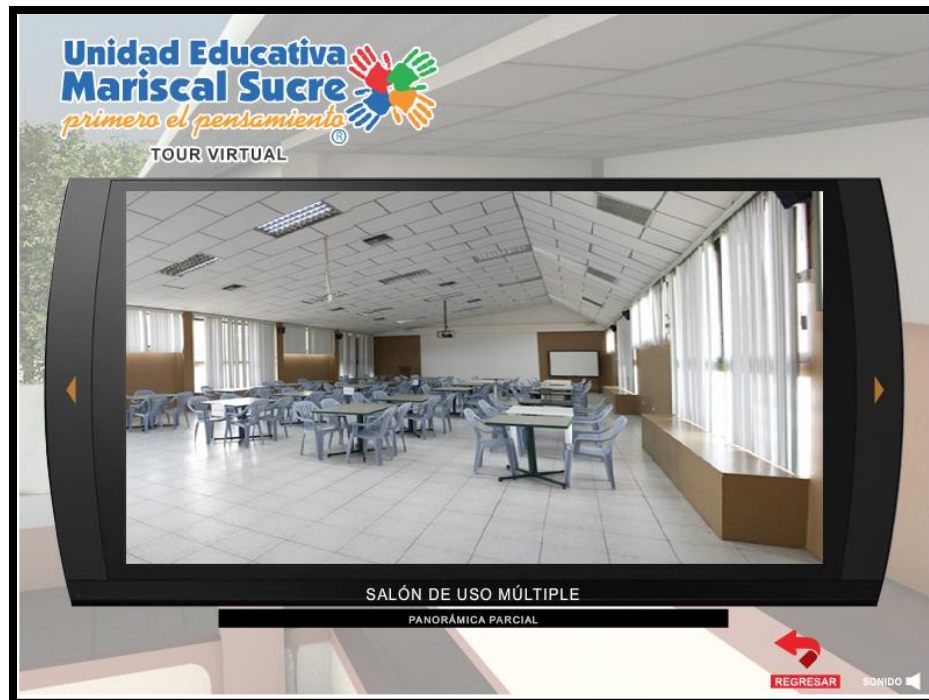 Unidad Educativa
Mariscal Sucre
primero el pensamiento
®
TOUR VIRTUAL
SALÓN DE USO MÚLTIPLE
PANORÁMICA PARCIAL
REGRESAR
SONIDO